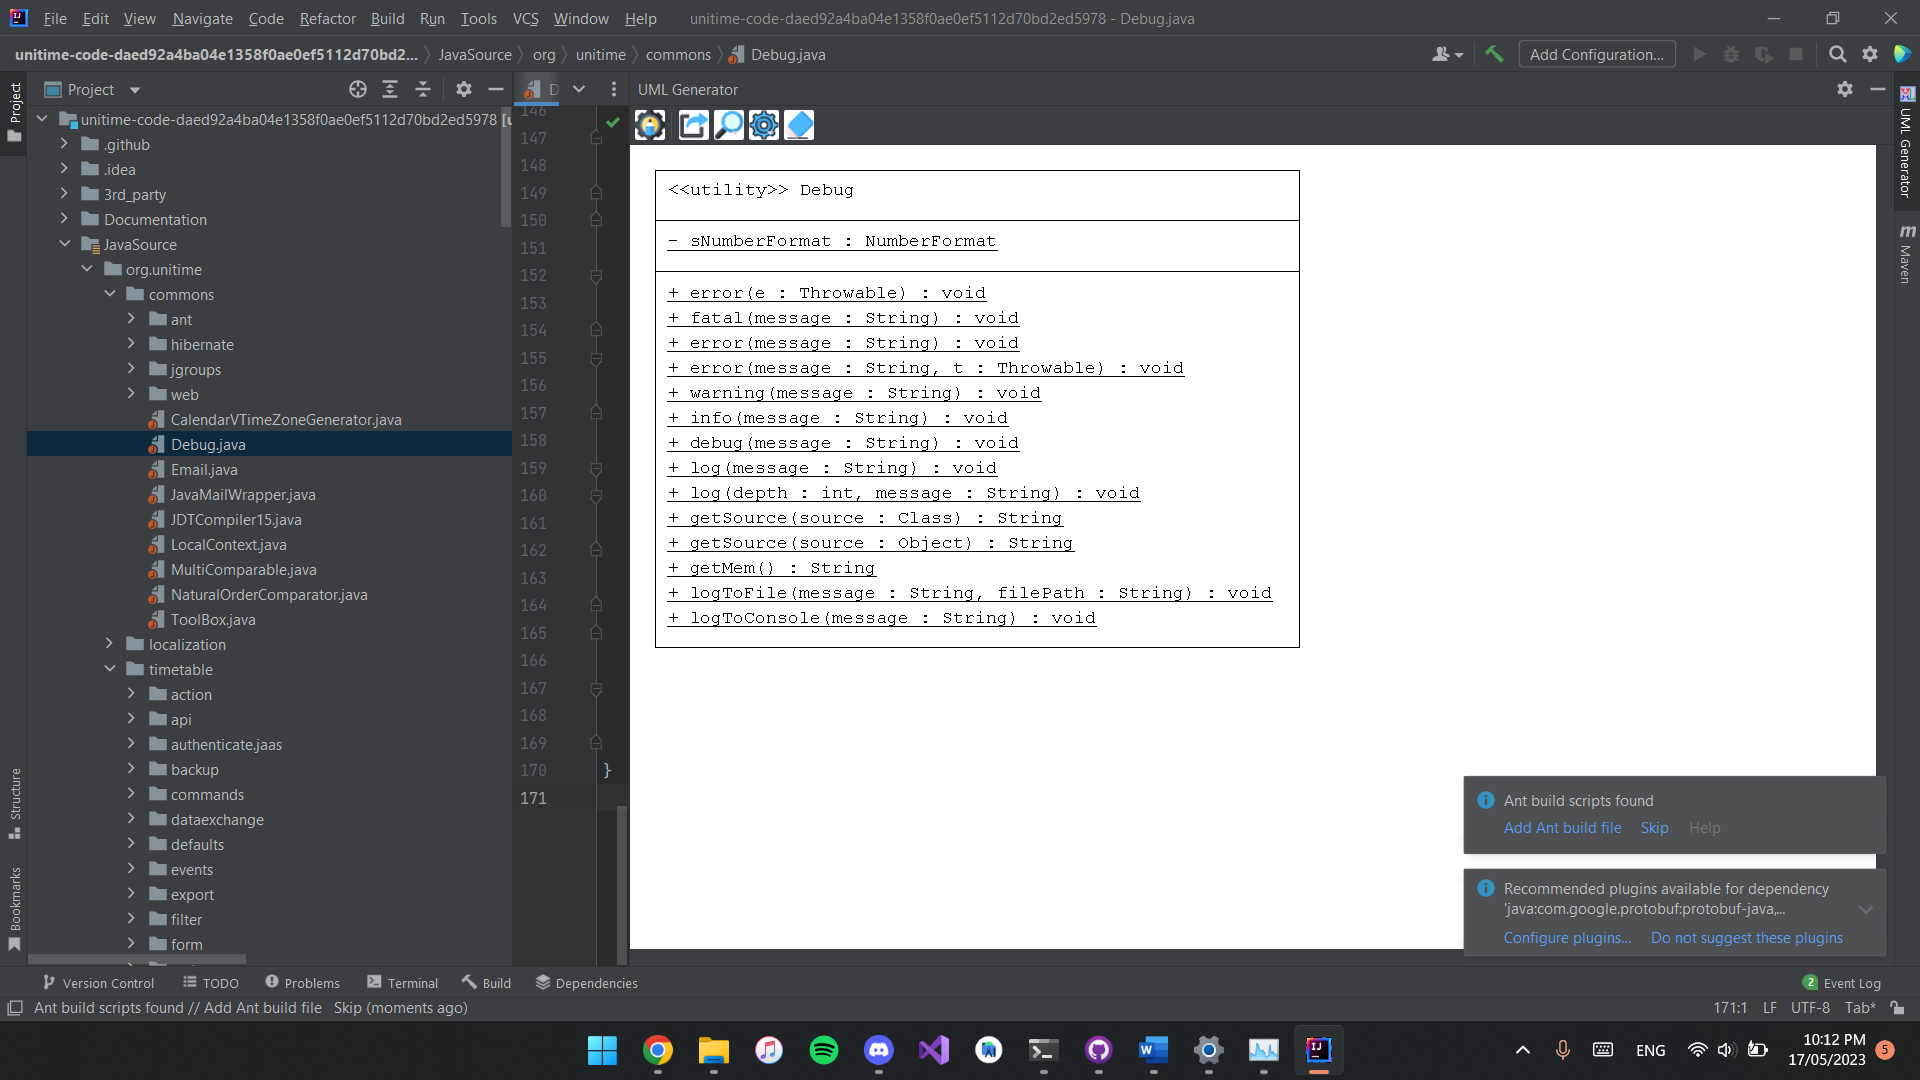 File Edit View Navigate Code Refactor Build Run Tools VCS Window Help unitime-code-daed92a4ba04e1358f0ae0ef5112d70bd2ed5978 - Debug.java
unitime-code-daed92a4ba04e1358f0ae0ef5112d70bd2... JavaSource org unitime commons Debug.java Add Configuration...
Project D UML Generator
Project
unitime-code-daed92a4ba04e1358f0ae0ef5112d70bd2ed5978 [u
.github
.idea
3rd_party
Documentation
JavaSource
org.unitime
commons
ant
hibernate
jgroups
web
CalendarVTimeZoneGenerator.java
Debug.java
Email.java
JavaMailWrapper.java
JDTCompiler15.java
LocalContext.java
MultiComparable.java
NaturalOrderComparator.java
ToolBox.java
localization
timetable
action
api
authenticate.jaas
backup
commands
dataexchange
defaults
events
export
filter
form
Structure
Bookmarks
146
147
148
149
150
151
152
153
154
155
156
157
158
159
160
161
162
163
164
165
166
167
168
169
170 }
171
<<utility>> Debug
- sNumberFormat : NumberFormat
+ error(e : Throwable) : void
+ fatal(message : String) : void
+ error(message : String) : void
+ error(message : String, t : Throwable) : void
+ warning(message : String) : void
+ info(message : String) : void
+ debug(message : String) : void
+ log(message : String) : void
+ log(depth : int, message : String) : void
+ getSource(source : Class) : String
+ getSource(source : Object) : String
+ getMem() : String
+ logToFile(message : String, filePath : String) : void
+ logToConsole(message : String) : void
UML Generator
m Maven
Ant build scripts found
Add Ant build file Skip Help
Recommended plugins available for dependency
'java:com.google.protobuf:protobuf-java,...
Configure plugins... Do not suggest these plugins
Version Control TODO Problems Terminal Build Dependencies 2 Event Log
Ant build scripts found // Add Ant build file Skip (moments ago) 171:1 LF UTF-8 Tab*
ENG 10:12 PM 5
17/05/2023